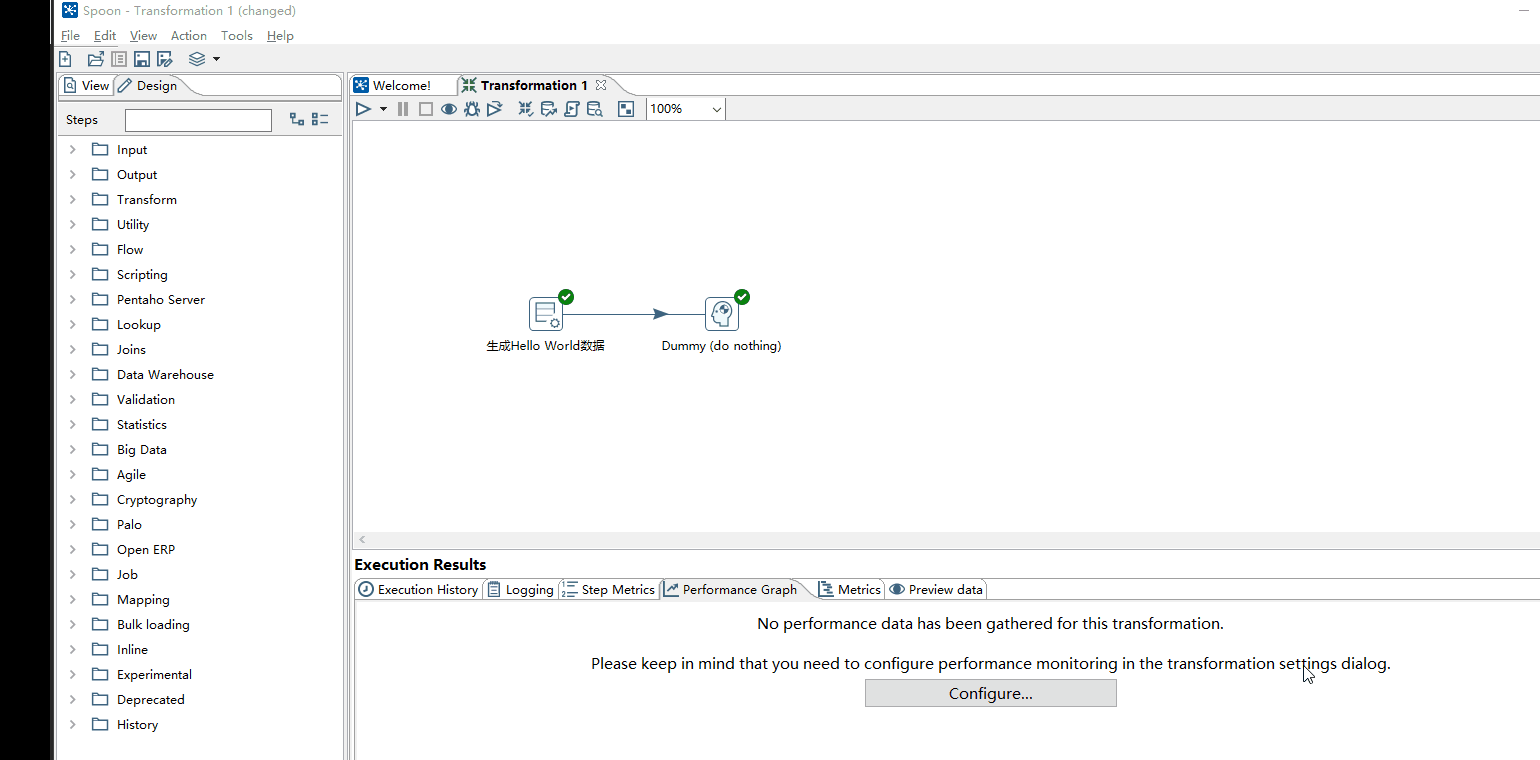 Spoon - Transformation 1 (changed)
File Edit View Action Tools Help
View Design
Steps
Input
Output
Transform
Utility
Flow
Scripting
Pentaho Server
Lookup
Joins
Data Warehouse
Validation
Statistics
Big Data
Agile
Cryptography
Palo
Open ERP
Job
Mapping
Bulk loading
Inline
Experimental
Deprecated
History
Welcome! Transformation 1
100%
生成Hello World数据 Dummy (do nothing)
Execution Results
Execution History Logging Step Metrics Performance Graph Metrics Preview data
No performance data has been gathered for this transformation.
Please keep in mind that you need to configure performance monitoring in the transformation settings dialog.
Configure...